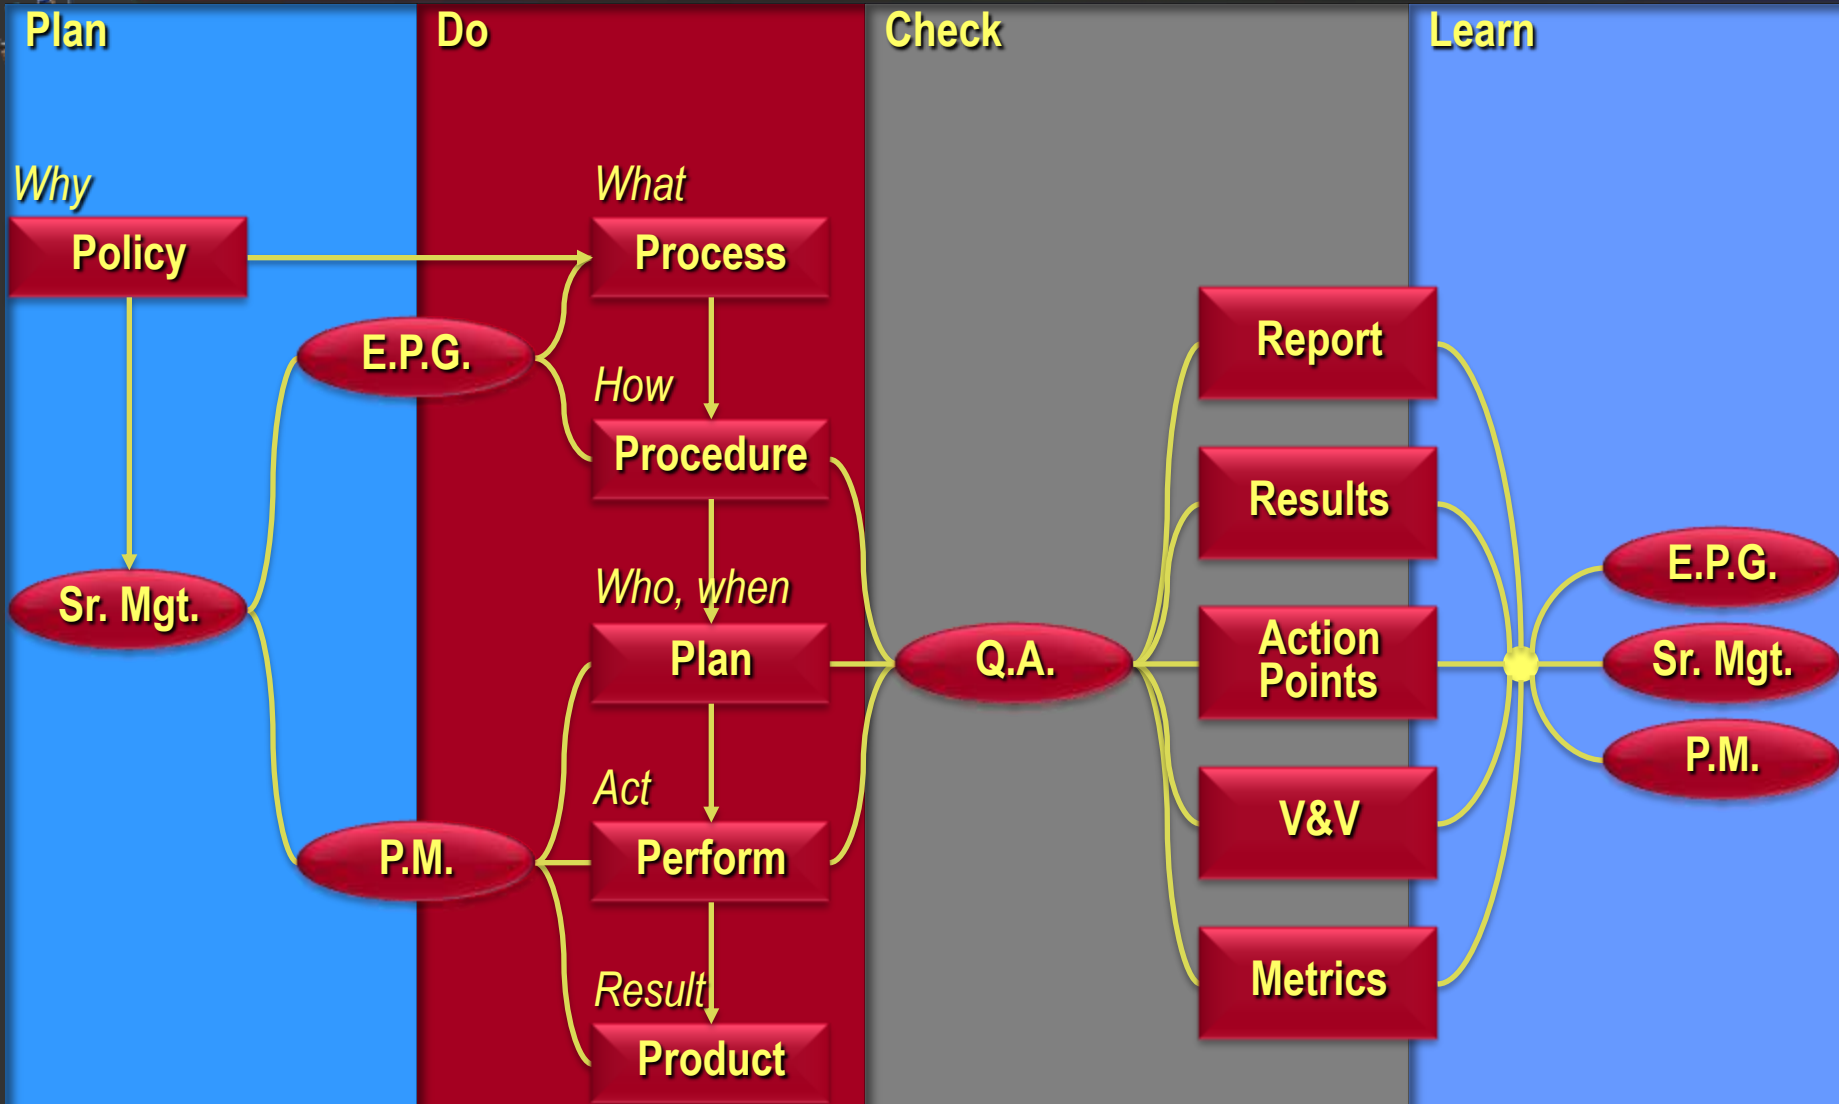 Plan
Do
Check
Learn
Why
Policy
Sr. Mgt.
E.P.G.
P.M.
What
Process
How
Procedure
Who, when
Plan
Act
Perform
Result
Product
Q.A.
Report
Results
Action
Points
V&V
Metrics
E.P.G.
Sr. Mgt.
P.M.